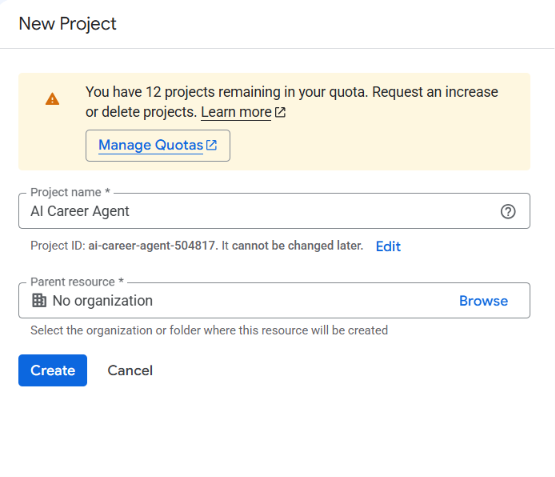 New Project
You have 12 projects remaining in your quota. Request an increase
or delete projects. Learn more
Manage Quotas
Project name *
AI Career Agent
Project ID: ai-career-agent-504817. It cannot be changed later. Edit
Parent resource *
No organization Browse
Select the organization or folder where this resource will be created
Create Cancel